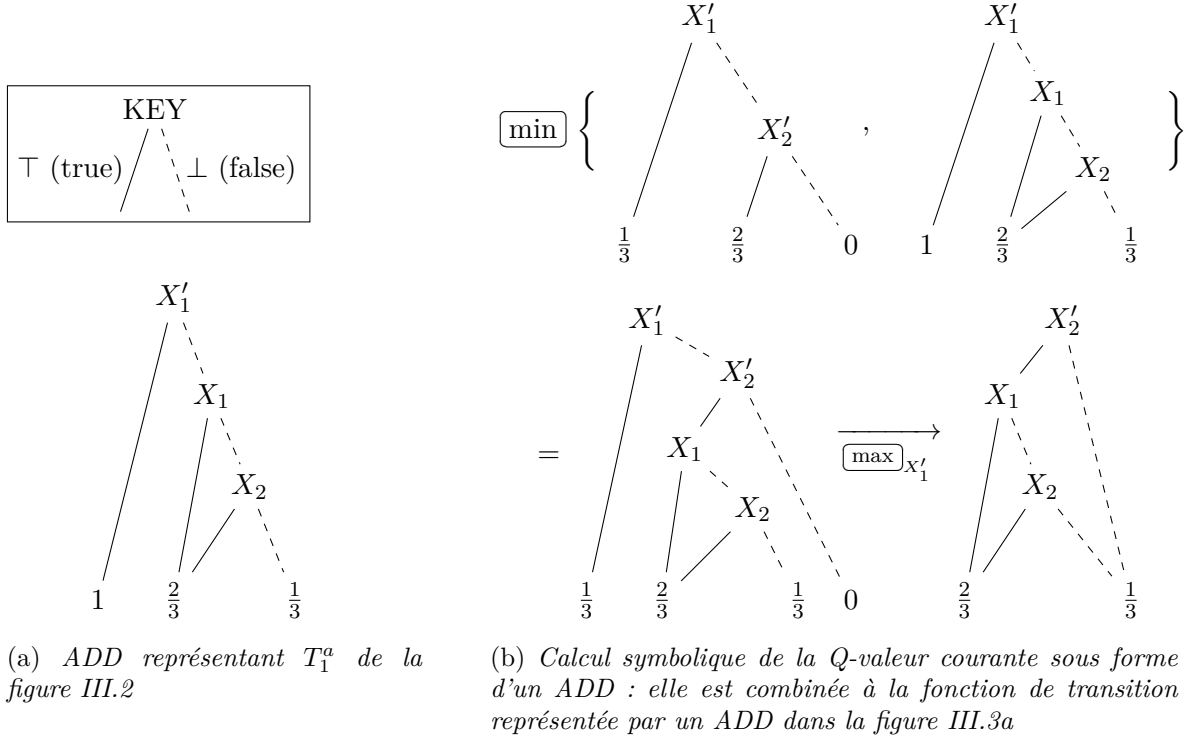 KEY
⊤ (true) ⊥ (false)
X′₁
X₁
X₂
1 2/3 1/3
(a) ADD représentant T₁ᵃ de la
figure III.2
X′₁ X′₁
X₁
min { X′₂ , }
X₂
1/3 2/3 0 1 2/3 1/3
X′₁ X′₂
X′₂
X₁
= X₁ max X′₁
X₂ X₂
1/3 2/3 1/3 0 2/3 1/3
(b) Calcul symbolique de la Q-valeur courante sous forme
d'un ADD : elle est combinée à la fonction de transition
représentée par un ADD dans la figure III.3a